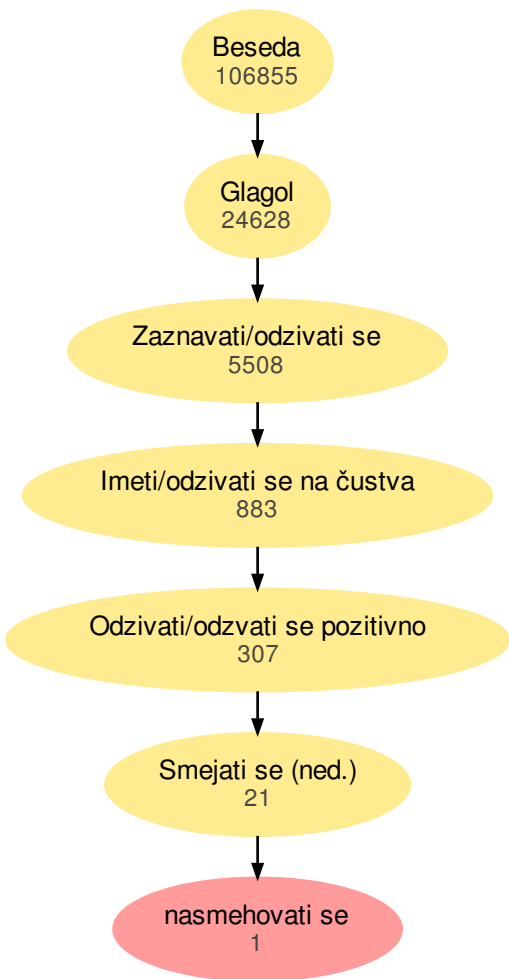 Beseda
106855
Glagol
24628
Zaznavati/odzivati se
5508
Imeti/odzivati se na čustva
883
Odzivati/odzvati se pozitivno
307
Smejati se (ned.)
21
nasmehovati se
1